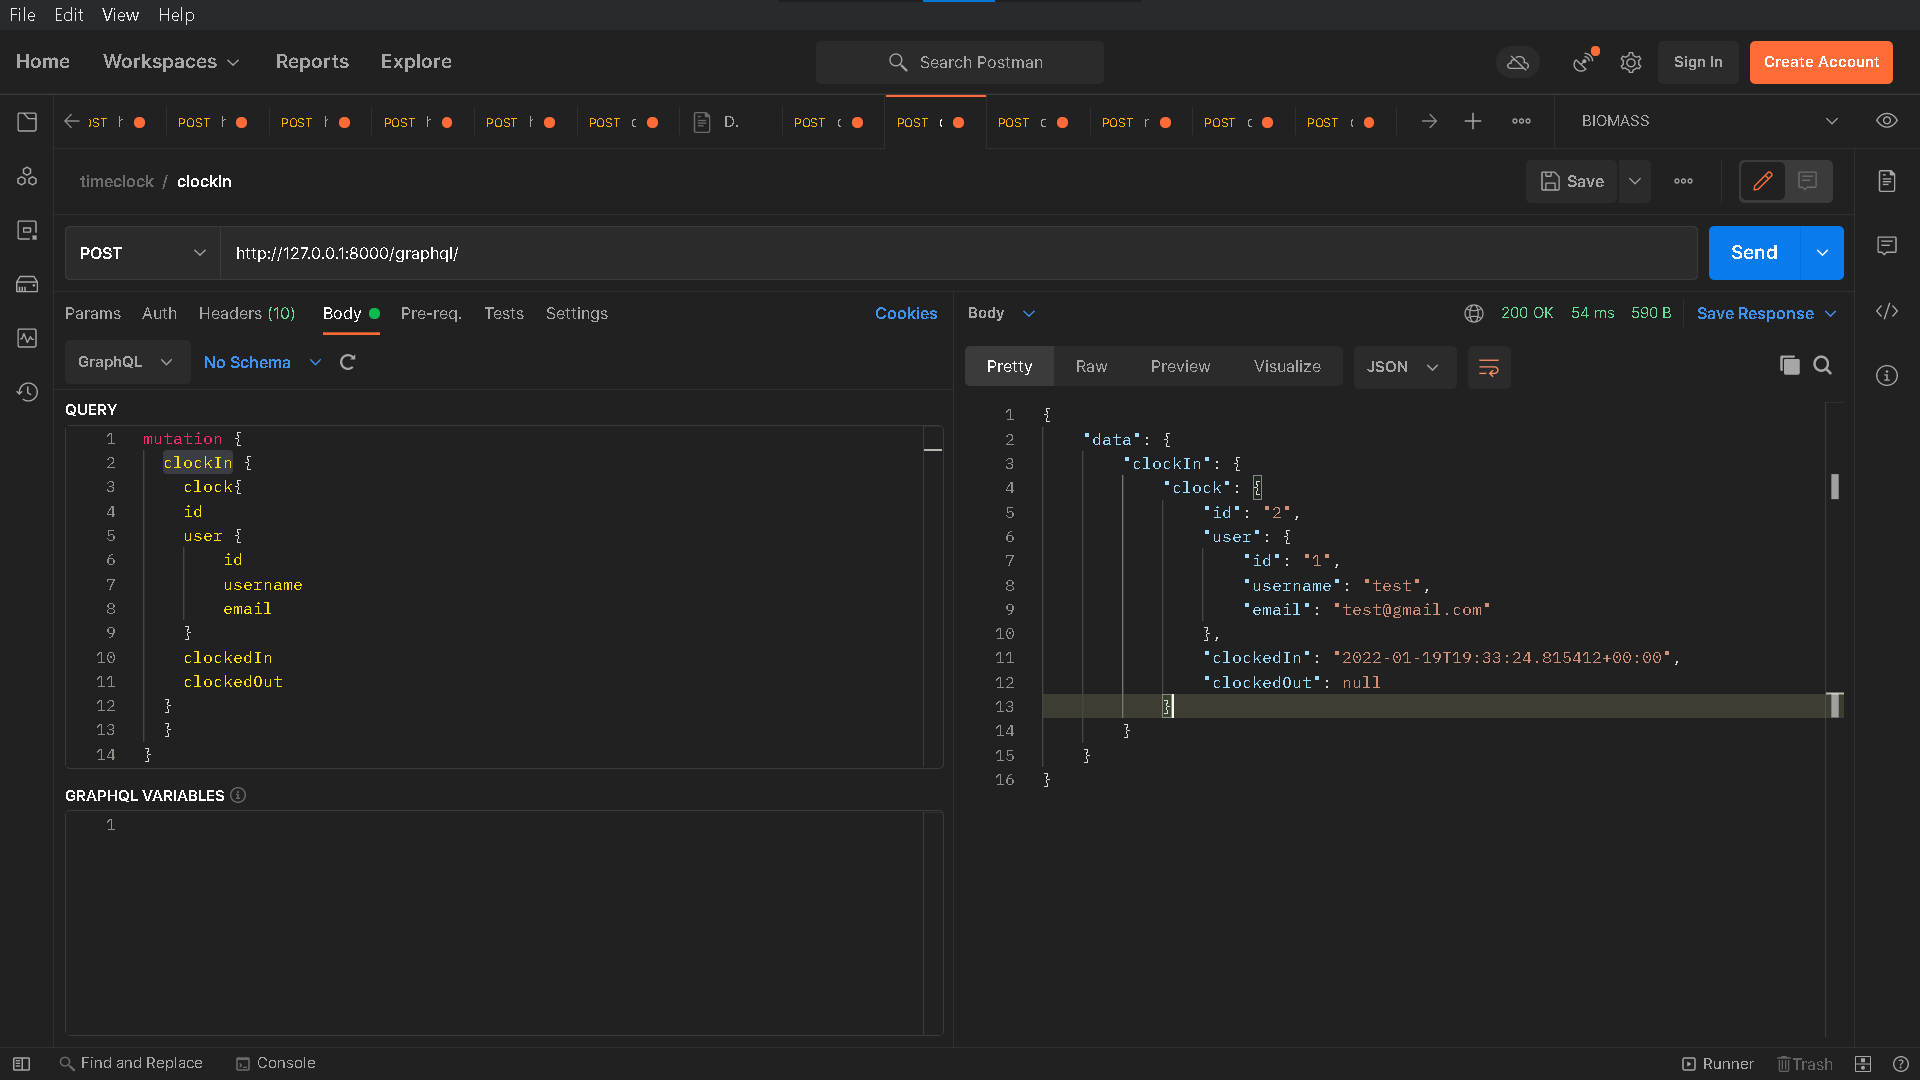 File Edit View Help
Home Workspaces Reports Explore Search Postman Sign In Create Account
POST POST POST POST POST D. POST POST POST POST POST POST BIOMASS
timeclock / clockIn Save
POST http://127.0.0.1:8000/graphql/ Send
Params Auth Headers (10) Body Pre-req. Tests Settings Cookies
GraphQL No Schema
QUERY
1 mutation {
2 clockIn {
3 clock{
4 id
5 user {
6 id
7 username
8 email
9 }
10 clockedIn
11 clockedOut
12 }
13 }
14 }
GRAPHQL VARIABLES
1
Body 200 OK 54 ms 590 B Save Response
Pretty Raw Preview Visualize JSON
1 {
2 "data": {
3 "clockIn": {
4 "clock": {
5 "id": "2",
6 "user": {
7 "id": "1",
8 "username": "test",
9 "email": "test@gmail.com"
10 },
11 "clockedIn": "2022-01-19T19:33:24.815412+00:00",
12 "clockedOut": null
13 }
14 }
15 }
16 }
Find and Replace Console Runner Trash